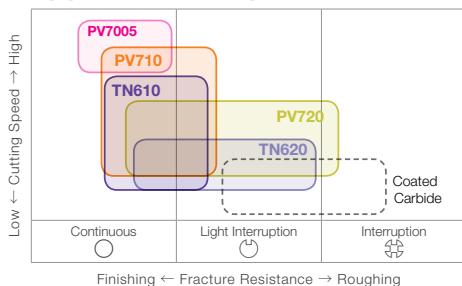 PV7005
PV710
TN610
PV720
TN620
Coated
Carbide
Low ← Cutting Speed → High
Continuous
Light Interruption
Interruption
Finishing ← Fracture Resistance → Roughing